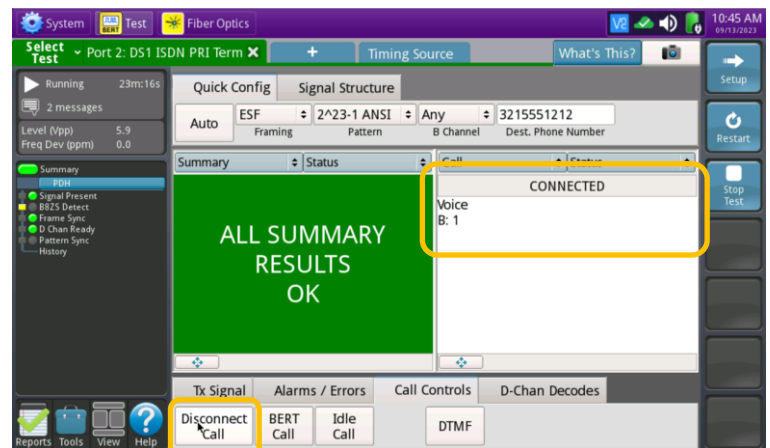 System
Test
BERT
Fiber Optics
V2
10:45 AM
09/13/2023
Select
Test
Port 2: DS1 ISDN PRI Term
+
Timing Source
What's This?
Running 23m:16s
2 messages
Level (Vpp) 5.9
Freq Dev (ppm) 0.0
Summary
PDH
Signal Present
B8ZS Detect
Frame Sync
D Chan Ready
Pattern Sync
History
Quick Config Signal Structure
Auto
ESF 2^23-1 ANSI Any 3215551212
Framing Pattern B Channel Dest. Phone Number
Summary Status
Call Status
ALL SUMMARY
RESULTS
OK
CONNECTED
Voice
B: 1
Tx Signal Alarms / Errors Call Controls D-Chan Decodes
Disconnect
Call
BERT
Call
Idle
Call
DTMF
Setup
Restart
Stop
Test
Reports Tools View Help